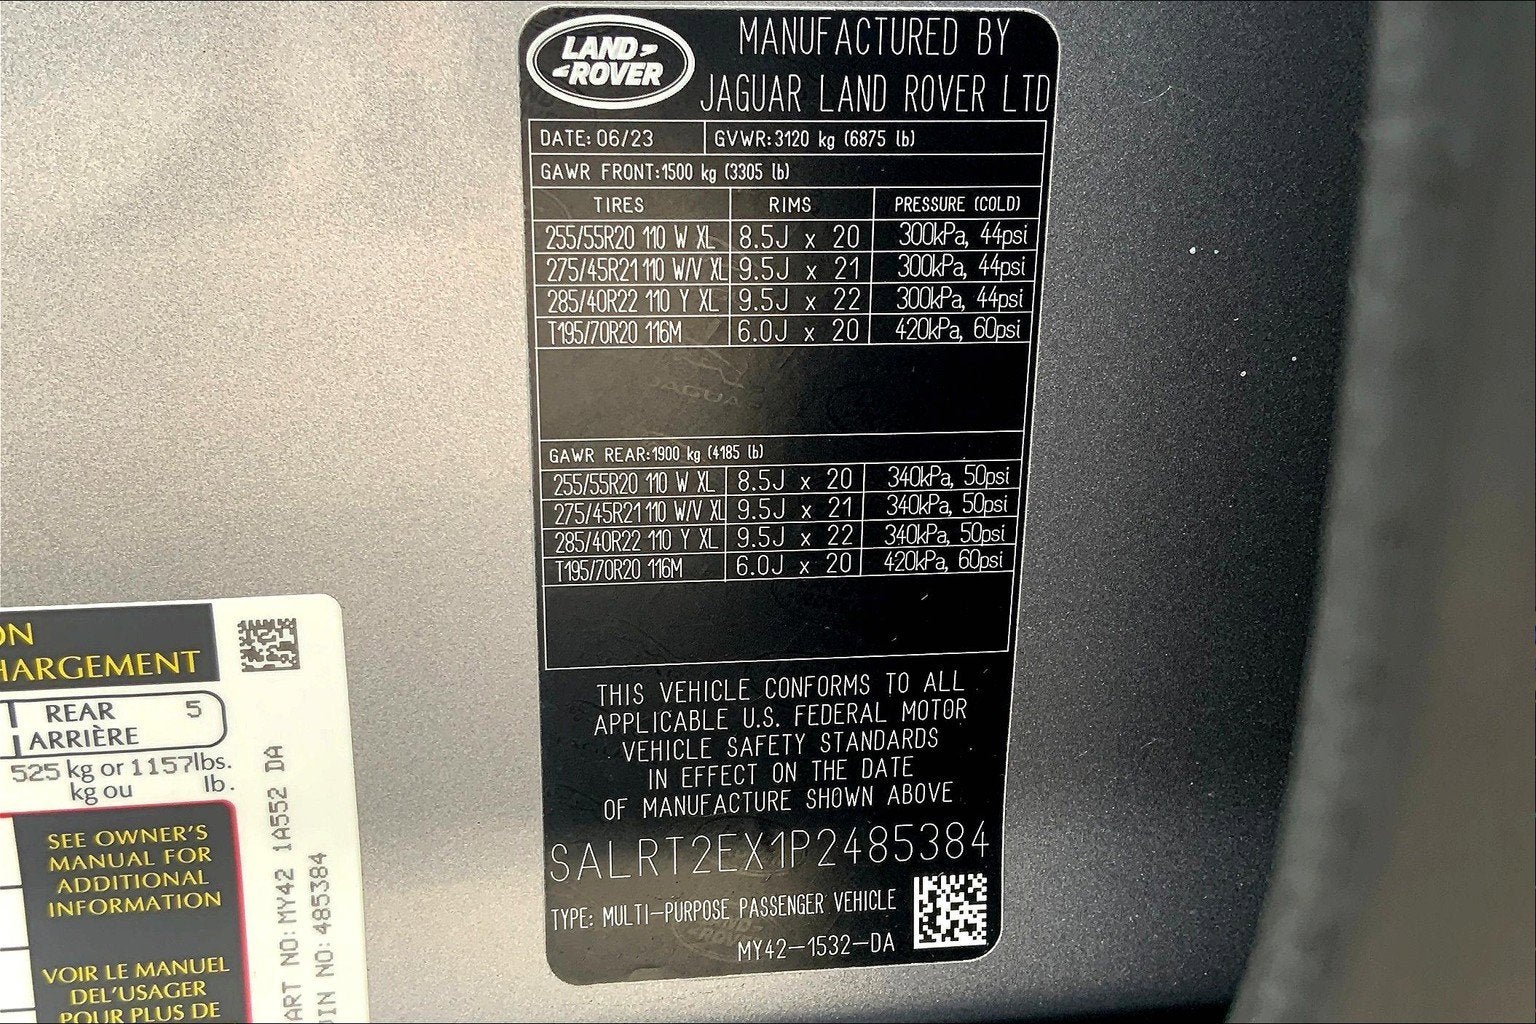 LAND
ROVER
MANUFACTURED BY
JAGUAR LAND ROVER LTD
DATE: 06/23 GVWR:3120 kg (6875 lb)
GAWR FRONT:1500 kg (3305 lb)
TIRES RIMS PRESSURE (COLD)
255/55R20 110 W XL 8.5J x 20 300kPa, 44psi
275/45R21 110 W/V XL 9.5J x 21 300kPa, 44psi
285/40R22 110 Y XL 9.5J x 22 300kPa, 44psi
T195/70R20 116M 6.0J x 20 420kPa, 60psi
GAWR REAR:1900 kg (4185 lb)
255/55R20 110 W XL 8.5J x 20 340kPa, 50psi
275/45R21 110 W/V XL 9.5J x 21 340kPa, 50psi
285/40R22 110 Y XL 9.5J x 22 340kPa, 50psi
T195/70R20 116M 6.0J x 20 420kPa, 60psi
THIS VEHICLE CONFORMS TO ALL
APPLICABLE U.S. FEDERAL MOTOR
VEHICLE SAFETY STANDARDS
IN EFFECT ON THE DATE
OF MANUFACTURE SHOWN ABOVE
SALRT2EX1P2485384
TYPE: MULTI-PURPOSE PASSENGER VEHICLE
MY42-1532-DA
ON
HARGEMENT
REAR 5
ARRIÈRE
525 kg or 1157lbs.
kg ou lb.
SEE OWNER'S
MANUAL FOR
ADDITIONAL
INFORMATION
VOIR LE MANUEL
DEL'USAGER
POUR PLUS DE
ART NO:MY42 1A552 DA
IN NO:485384